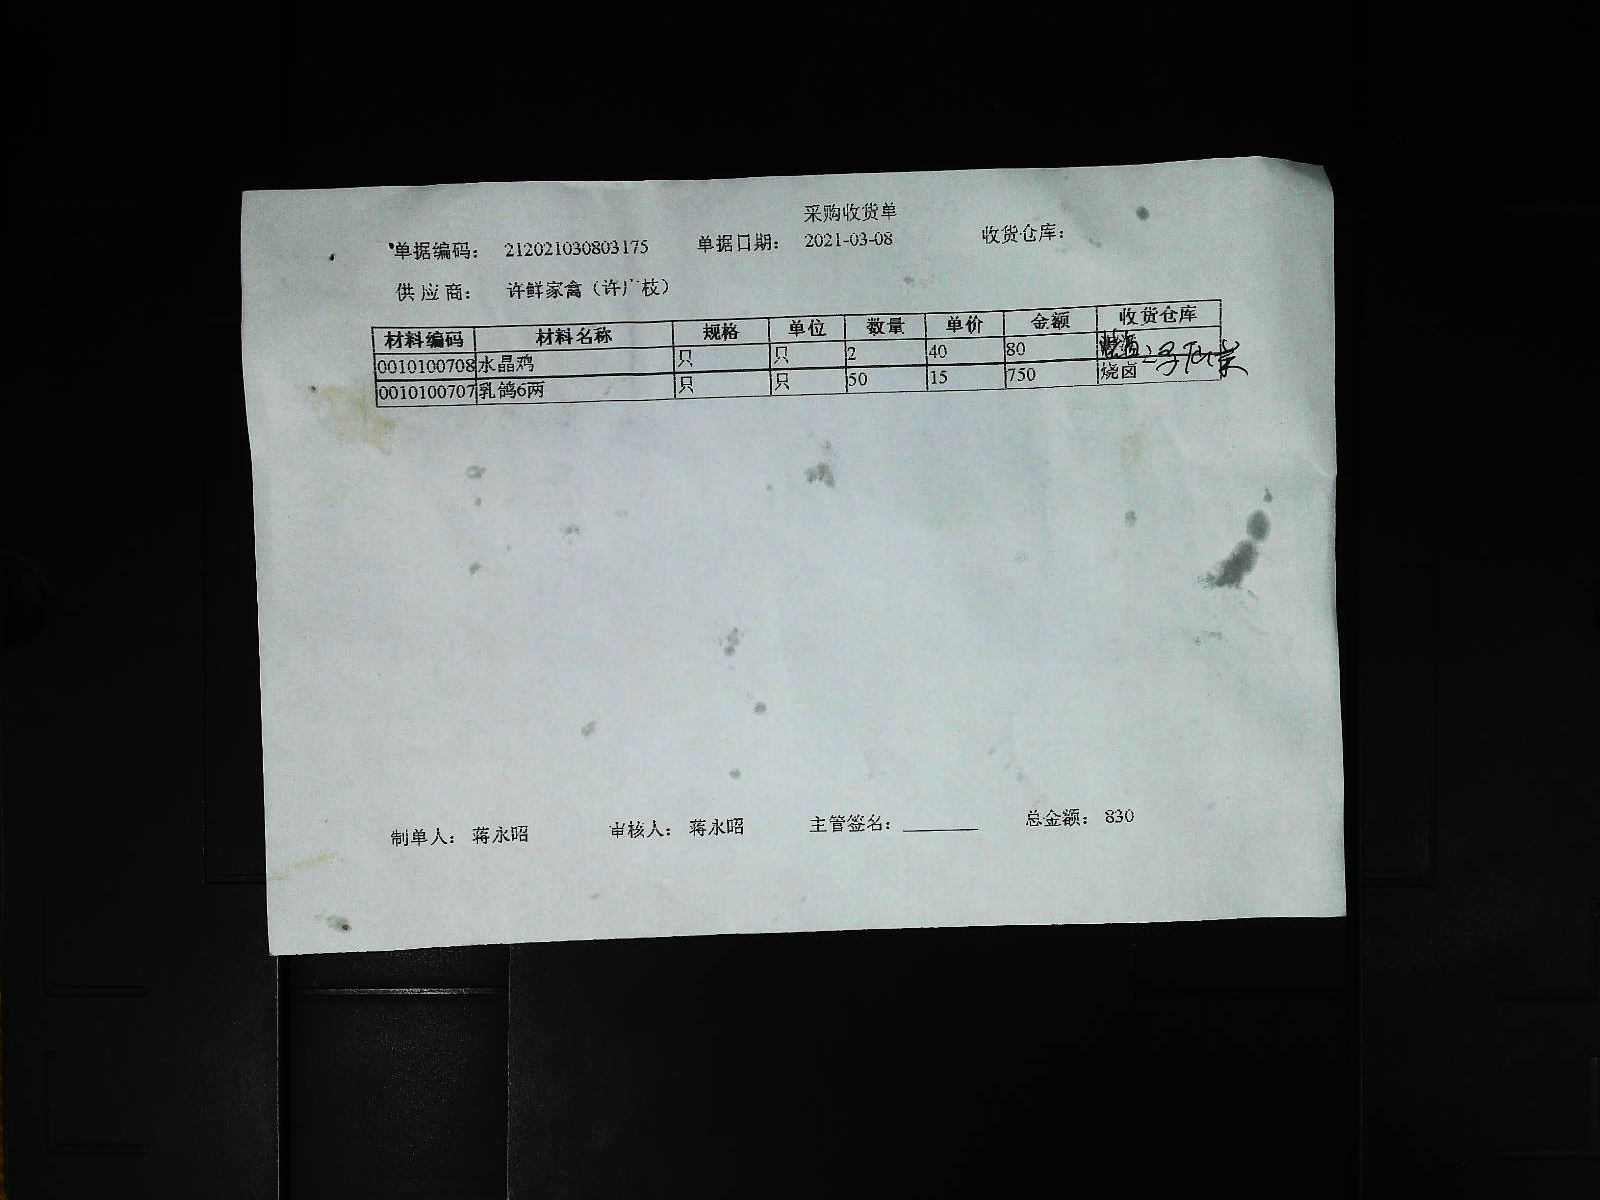 采购收货单
单据编码： 212021030803175 单据日期： 2021-03-08 收货仓库：
供应商： 许鲜家禽（许广枝）
材料编码 材料名称 规格 单位 数量 单价 金额 收货仓库
0010100708 水晶鸡 只 只 2 40 80
0010100707 乳鸽6两 只 只 50 15 750 烧卤
制单人： 蒋永昭 审核人： 蒋永昭 主管签名： 总金额： 830